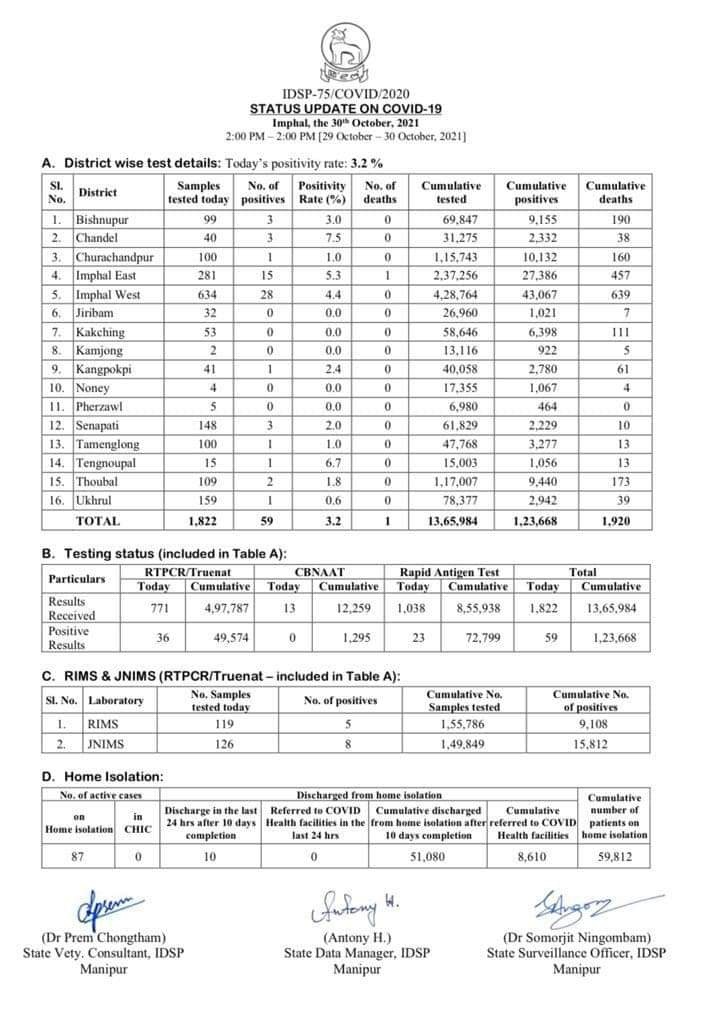 IDSP-75/COVID/2020
STATUS UPDATE ON COVID-19
Imphal, the 30th October, 2021
2:00 PM – 2:00 PM [29 October – 30 October, 2021]
A. District wise test details: Today's positivity rate: 3.2 %
Sl. No. District Samples tested today No. of positives Positivity Rate (%) No. of deaths Cumulative tested Cumulative positives Cumulative deaths
1. Bishnupur 99 3 3.0 0 69,847 9,155 190
2. Chandel 40 3 7.5 0 31,275 2,332 38
3. Churachandpur 100 1 1.0 0 1,15,743 10,132 160
4. Imphal East 281 15 5.3 1 2,37,256 27,386 457
5. Imphal West 634 28 4.4 0 4,28,764 43,067 639
6. Jiribam 32 0 0.0 0 26,960 1,021 7
7. Kakching 53 0 0.0 0 58,646 6,398 111
8. Kamjong 2 0 0.0 0 13,116 922 5
9. Kangpokpi 41 1 2.4 0 40,058 2,780 61
10. Noney 4 0 0.0 0 17,355 1,067 4
11. Pherzawl 5 0 0.0 0 6,980 464 0
12. Senapati 148 3 2.0 0 61,829 2,229 10
13. Tamenglong 100 1 1.0 0 47,768 3,277 13
14. Tengnoupal 15 1 6.7 0 15,003 1,056 13
15. Thoubal 109 2 1.8 0 1,17,007 9,440 173
16. Ukhrul 159 1 0.6 0 78,377 2,942 39
TOTAL 1,822 59 3.2 1 13,65,984 1,23,668 1,920
B. Testing status (included in Table A):
Particulars RTPCR/Truenat CBNAAT Rapid Antigen Test Total
Today Cumulative Today Cumulative Today Cumulative Today Cumulative
Results Received 771 4,97,787 13 12,259 1,038 8,55,938 1,822 13,65,984
Positive Results 36 49,574 0 1,295 23 72,799 59 1,23,668
C. RIMS & JNIMS (RTPCR/Truenat – included in Table A):
Sl. No. Laboratory No. Samples tested today No. of positives Cumulative No. Samples tested Cumulative No. of positives
1. RIMS 119 5 1,55,786 9,108
2. JNIMS 126 8 1,49,849 15,812
D. Home Isolation:
No. of active cases Discharged from home isolation Cumulative number of patients on home isolation
on Home isolation in CHIC Discharge in the last 24 hrs after 10 days completion Referred to COVID Health facilities in the last 24 hrs Cumulative discharged from home isolation after 10 days completion Cumulative referred to COVID Health facilities
87 0 10 0 51,080 8,610 59,812
Antony H.
(Dr Prem Chongtham) (Antony H.) (Dr Somorjit Ningombam)
State Vety. Consultant, IDSP State Data Manager, IDSP State Surveillance Officer, IDSP
Manipur Manipur Manipur